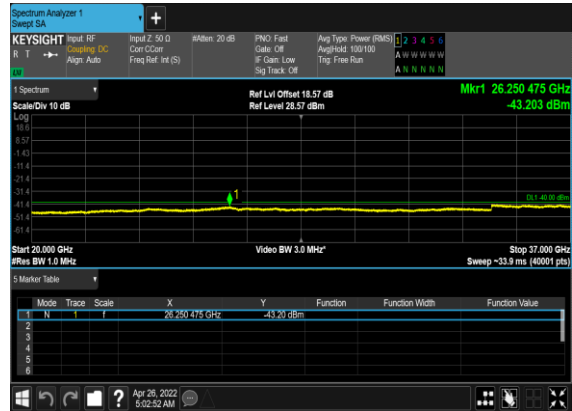 Spectrum Analyzer 1
Swept SA
+
KEYSIGHT Input: RF Input Z: 50 Ω #Atten: 20 dB PNO: Fast Avg Type: Power (RMS) 1 2 3 4 5 6
R T Coupling: DC Corr CCorr Gate: Off Avg|Hold: 100/100 A W W W W W
Align: Auto Freq Ref: Int (S) IF Gain: Low Trig: Free Run
Sig Track: Off A N N N N N
1 Spectrum Ref Lvl Offset 18.57 dB Mkr1 26.250 475 GHz
Scale/Div 10 dB Ref Level 28.57 dBm -43.203 dBm
Log
18.6
8.57
-1.43
-11.4
-21.4
-31.4
1
DL1 -40.00 dBm
-41.4
-51.4
-61.4
Start 20.000 GHz Video BW 3.0 MHz* Stop 37.000 GHz
#Res BW 1.0 MHz Sweep ~33.9 ms (40001 pts)
5 Marker Table
Mode Trace Scale X Y Function Function Width Function Value
1 N 1 f 26.250 475 GHz -43.20 dBm
2
3
4
5
6
? Apr 26, 2022
5:02:52 AM